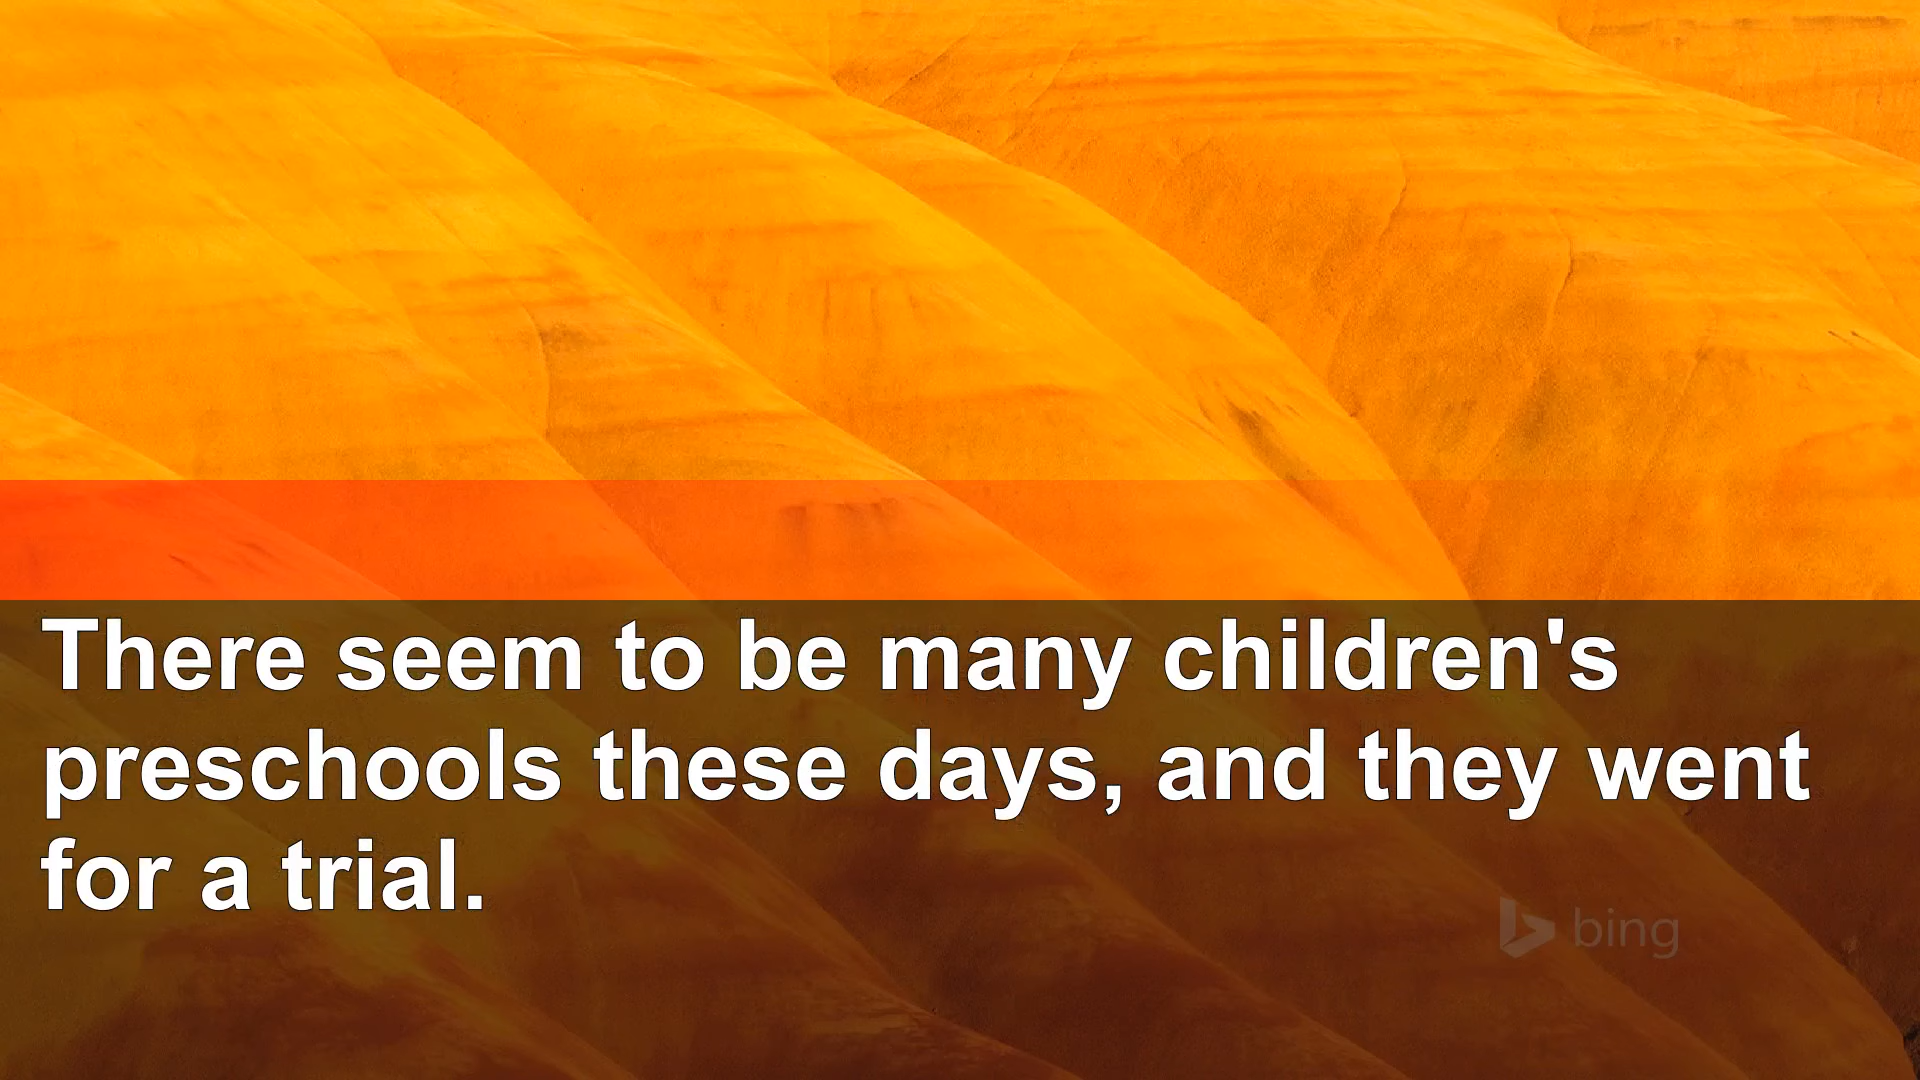 There seem to be many children's
preschools these days, and they went
for a trial.
bing